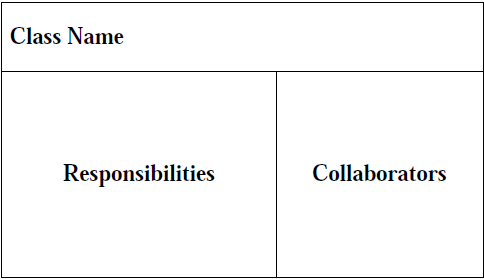 Class Name
Responsibilities
Collaborators